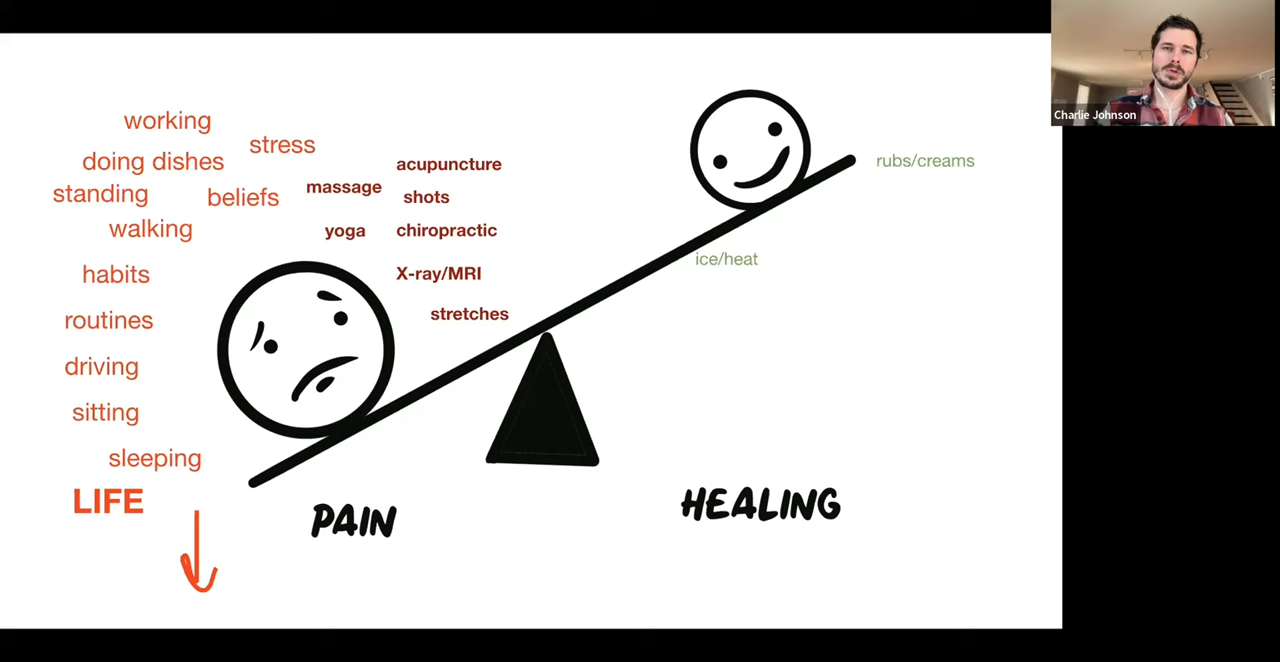 working
stress
doing dishes
standing
beliefs
walking
habits
routines
driving
sitting
sleeping
LIFE
acupuncture
massage
shots
yoga
chiropractic
X-ray/MRI
stretches
PAIN
rubs/creams
ice/heat
HEALING
Charlie Johnson